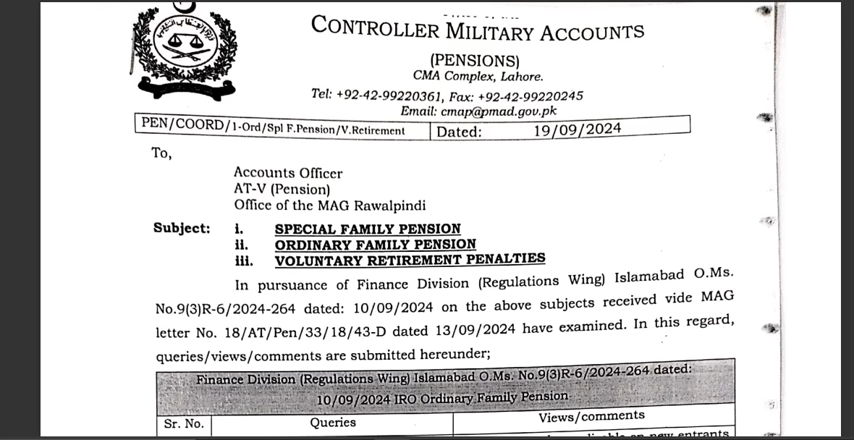 CONTROLLER MILITARY ACCOUNTS
(PENSIONS)
CMA Complex, Lahore.
Tel: +92-42-99220361, Fax: +92-42-99220245
Email: cmap@pmad.gov.pk
PEN/COORD/1-Ord/Spl F.Pension/V.Retirement Dated: 19/09/2024
To,
Accounts Officer
AT-V (Pension)
Office of the MAG Rawalpindi
Subject: i. SPECIAL FAMILY PENSION
ii. ORDINARY FAMILY PENSION
iii. VOLUNTARY RETIREMENT PENALTIES
In pursuance of Finance Division (Regulations Wing) Islamabad O.Ms.
No.9(3)R-6/2024-264 dated: 10/09/2024 on the above subjects received vide MAG
letter No. 18/AT/Pen/33/18/43-D dated 13/09/2024 have examined. In this regard,
queries/views/comments are submitted hereunder;
Finance Division (Regulations Wing) Islamabad O.Ms. No.9(3)R-6/2024-264 dated:
10/09/2024 IRO Ordinary Family Pension
Sr. No. Queries Views/comments
on new entrants